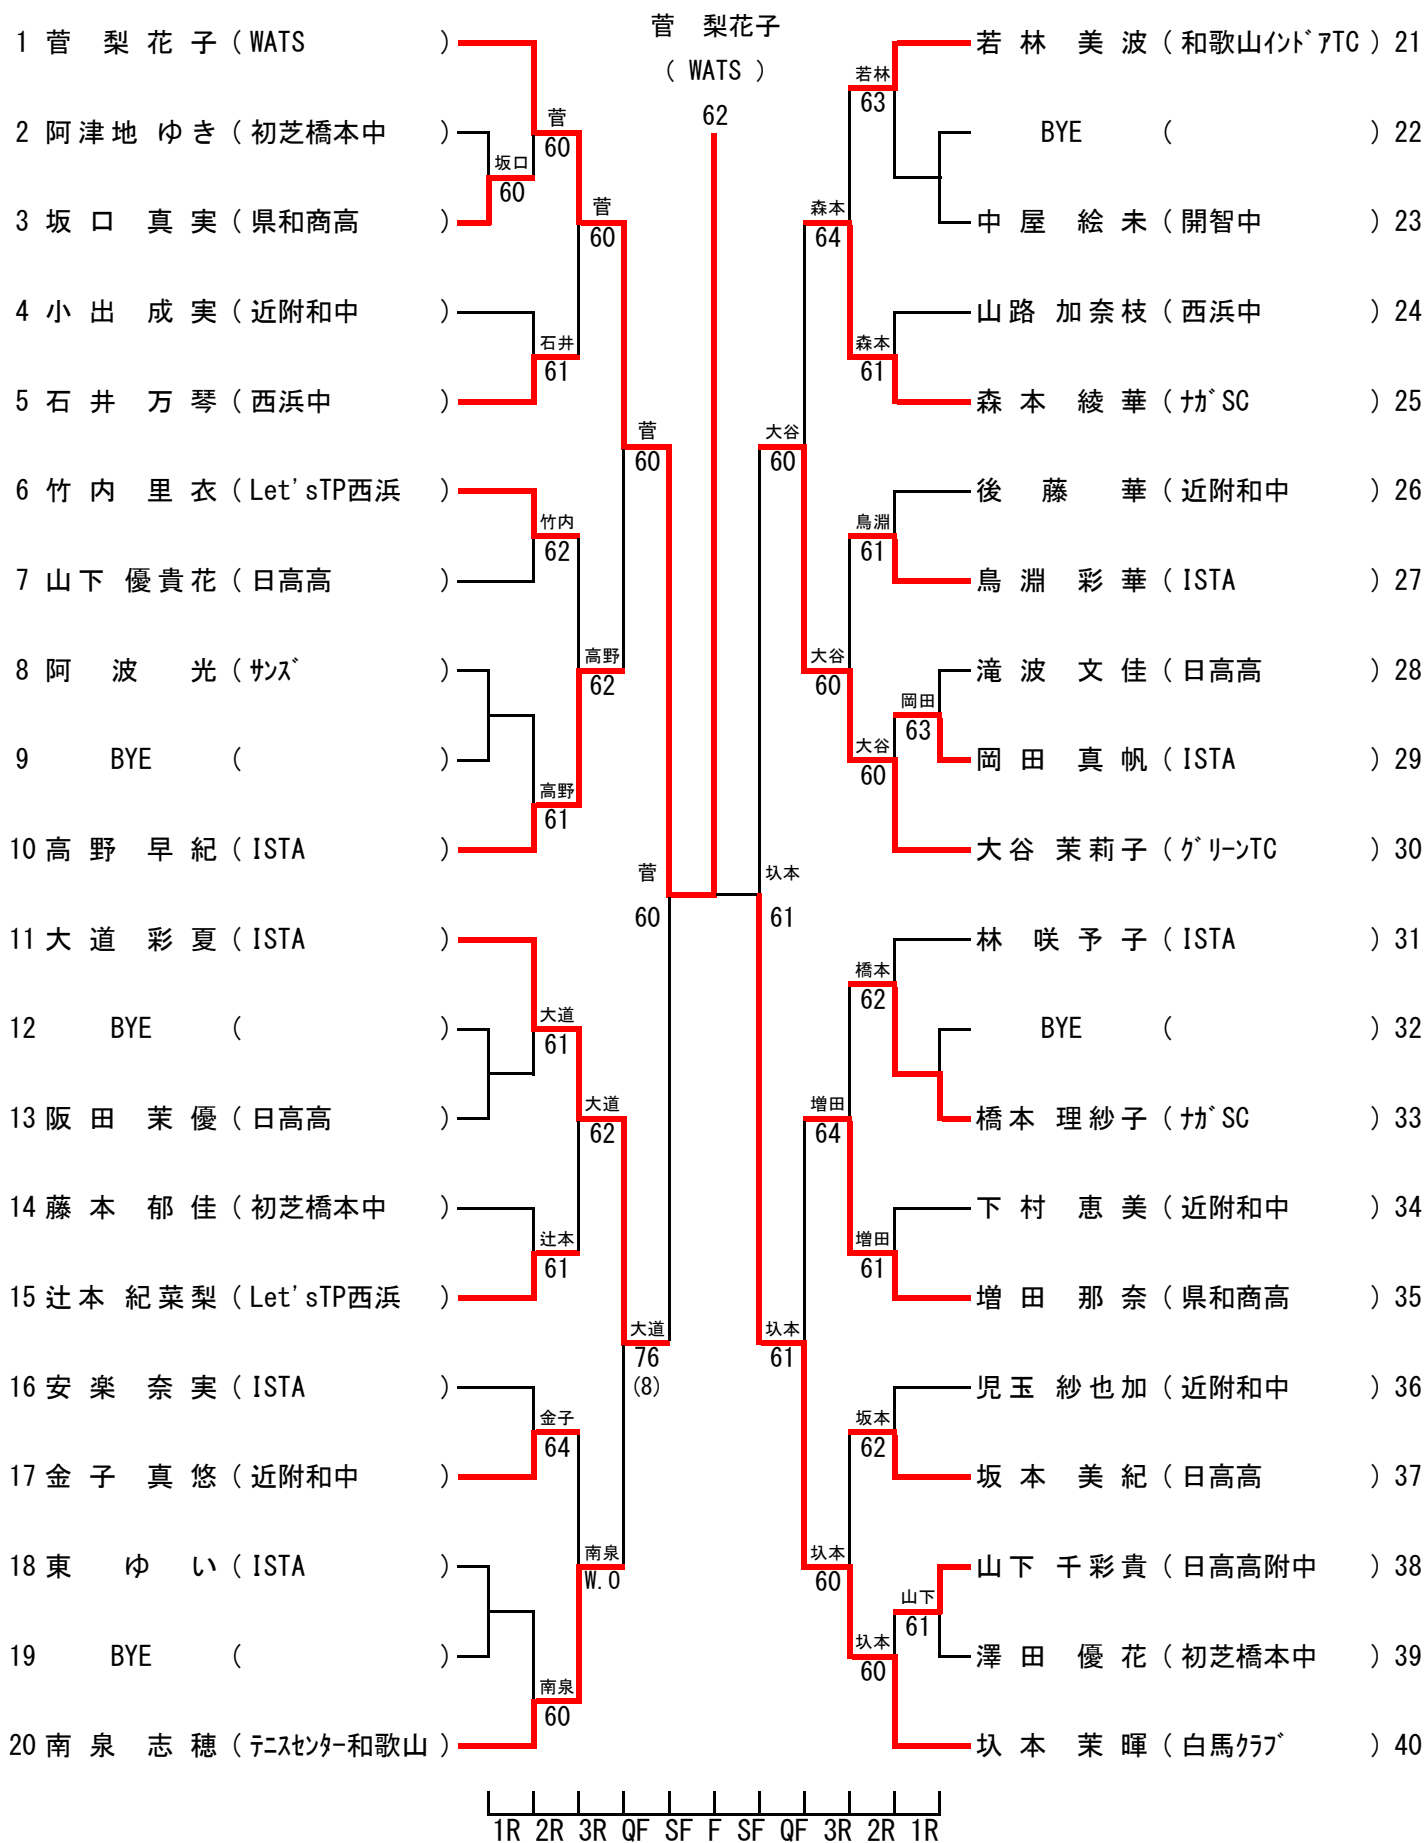 菅 梨花子
( WATS )
62
1 菅 梨花子 ( WATS )
2 阿津地 ゆき ( 初芝橋本中 )
3 坂口 真実 ( 県和商高 )
4 小出 成実 ( 近附和中 )
5 石井 万琴 ( 西浜中 )
6 竹内 里衣 ( Let'sTP西浜 )
7 山下 優貴花 ( 日高高 )
8 阿波 光 ( ｻﾝｽﾞ )
9 BYE ( )
10 高野 早紀 ( ISTA )
11 大道 彩夏 ( ISTA )
12 BYE ( )
13 阪田 茉優 ( 日高高 )
14 藤本 郁佳 ( 初芝橋本中 )
15 辻本 紀菜梨 ( Let'sTP西浜 )
16 安楽 奈実 ( ISTA )
17 金子 真悠 ( 近附和中 )
18 東 ゆい ( ISTA )
19 BYE ( )
20 南泉 志穂 ( ﾃﾆｽｾﾝﾀｰ和歌山 )
坂口
60
菅
60
石井
61
竹内
62
高野
61
大道
61
辻本
61
金子
64
南泉
60
菅
60
高野
62
大道
62
南泉
W.O
菅
60
大道
76
(8)
菅
60
圦本
61
大谷
60
圦本
61
森本
64
大谷
60
増田
64
圦本
60
若林
63
森本
61
鳥淵
61
大谷
60
橋本
62
増田
61
坂本
62
圦本
60
岡田
63
山下
61
若林 美波 ( 和歌山ｲﾝﾄﾞｱTC ) 21
BYE ( ) 22
中屋 絵未 ( 開智中 ) 23
山路 加奈枝 ( 西浜中 ) 24
森本 綾華 ( ﾅｶﾞSC ) 25
後藤 華 ( 近附和中 ) 26
鳥淵 彩華 ( ISTA ) 27
滝波 文佳 ( 日高高 ) 28
岡田 真帆 ( ISTA ) 29
大谷 茉莉子 ( ｸﾞﾘｰﾝTC ) 30
林 咲予子 ( ISTA ) 31
BYE ( ) 32
橋本 理紗子 ( ﾅｶﾞSC ) 33
下村 恵美 ( 近附和中 ) 34
増田 那奈 ( 県和商高 ) 35
児玉 紗也加 ( 近附和中 ) 36
坂本 美紀 ( 日高高 ) 37
山下 千彩貴 ( 日高高附中 ) 38
澤田 優花 ( 初芝橋本中 ) 39
圦本 茉暉 ( 白馬ｸﾗﾌﾞ ) 40
1R 2R 3R QF SF F SF QF 3R 2R 1R